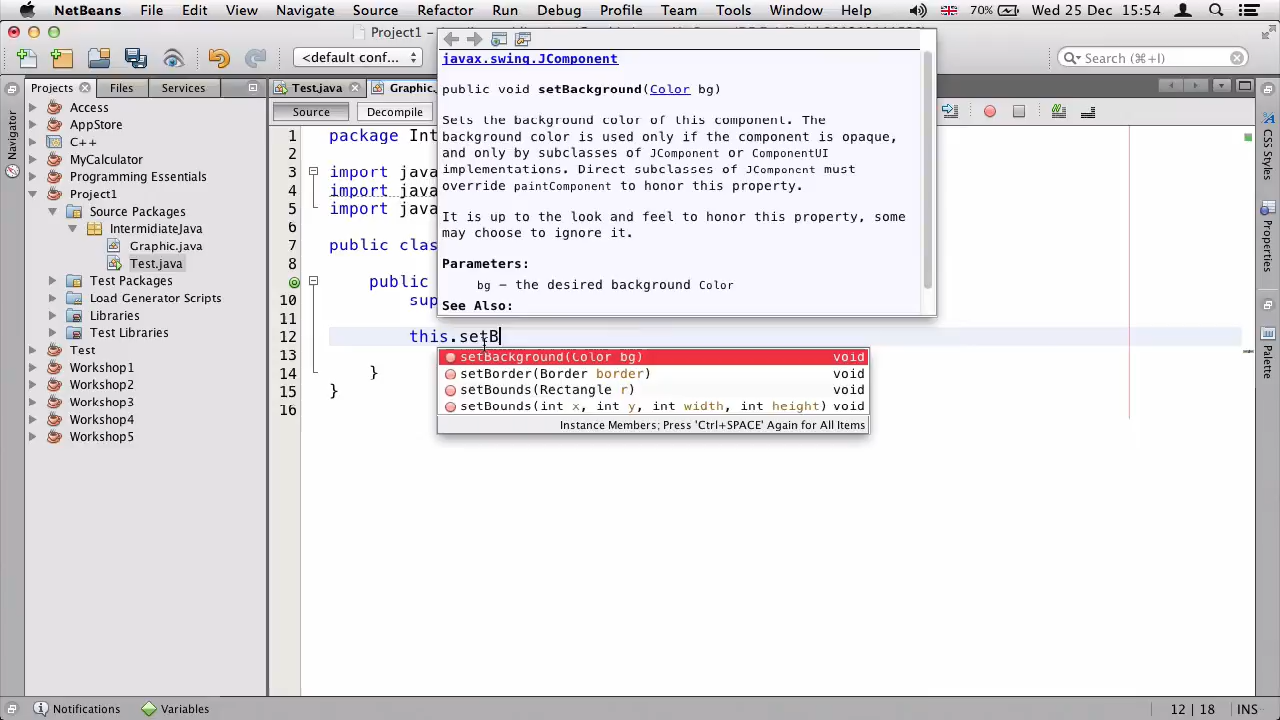 NetBeans File Edit View Navigate Source Refactor Run Debug Profile Team Tools Window Help 70% Wed 25 Dec 15:54
Project1 –
<default conf...
Search (⌘+I)
Projects Files Services
Test.java Graphic.
Source Decompile
Navigator
Access
AppStore
C++
MyCalculator
Programming Essentials
Project1
Source Packages
IntermidiateJava
Graphic.java
Test.java
Test Packages
Load Generator Scripts
Libraries
Test Libraries
Test
Workshop1
Workshop2
Workshop3
Workshop4
Workshop5
1 package Int
2
3 import java
4 import java
5 import java
6
7 public clas
8
public
10 sup
11
12 this.setB
13
14 }
15 }
16
javax.swing.JComponent
public void setBackground(Color bg)
Sets the background color of this component. The
background color is used only if the component is opaque,
and only by subclasses of JComponent or ComponentUI
implementations. Direct subclasses of JComponent must
override paintComponent to honor this property.
It is up to the look and feel to honor this property, some
may choose to ignore it.
Parameters:
bg – the desired background Color
See Also:
setBackground(Color bg) void
setBorder(Border border) void
setBounds(Rectangle r) void
setBounds(int x, int y, int width, int height) void
Instance Members; Press 'Ctrl+SPACE' Again for All Items
CSS Styles
Properties
Palette
Notifications Variables
12 | 18 INS